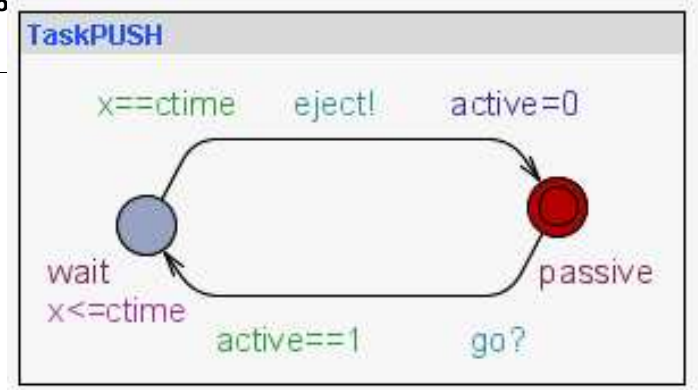 TaskPUSH
x==ctime eject! active=0
wait passive
x<=ctime
active==1 go?